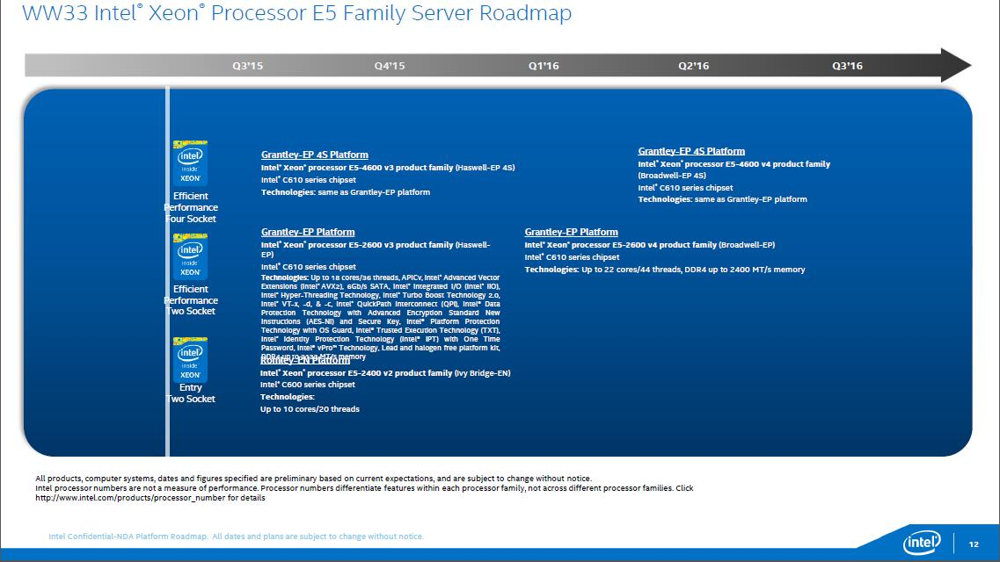 WW33 Intel® Xeon® Processor E5 Family Server Roadmap
Q3'15 Q4'15 Q1'16 Q2'16 Q3'16
intel inside XEON®
Efficient
Performance
Four Socket
Grantley-EP 4S Platform
Intel® Xeon® processor E5-4600 v3 product family (Haswell-EP 4S)
Intel® C610 series chipset
Technologies: same as Grantley-EP platform
Grantley-EP 4S Platform
Intel® Xeon® processor E5-4600 v4 product family
(Broadwell-EP 4S)
Intel® C610 series chipset
Technologies: same as Grantley-EP platform
intel inside XEON®
Efficient
Performance
Two Socket
Grantley-EP Platform
Intel® Xeon® processor E5-2600 v3 product family (Haswell-
EP)
Intel® C610 series chipset
Technologies: Up to 18 cores/36 threads, APICv, Intel® Advanced Vector
Extensions (Intel® AVX2), 6Gb/s SATA, Intel® Integrated I/O (Intel® IIO),
Intel® Hyper-Threading Technology, Intel® Turbo Boost Technology 2.0,
Intel® VT-x, -d, & -c, Intel® QuickPath Interconnect (QPI), Intel® Data
Protection Technology with Advanced Encryption Standard New
Instructions (AES-NI) and Secure Key, Intel® Platform Protection
Technology with OS Guard, Intel® Trusted Execution Technology (TXT),
Intel® Identity Protection Technology (Intel® IPT) with One Time
Password, Intel® vPro™ Technology, Lead and halogen free platform kit,
DDR4 up to 2133 MT/s memory
Grantley-EP Platform
Intel® Xeon® processor E5-2600 v4 product family (Broadwell-EP)
Intel® C610 series chipset
Technologies: Up to 22 cores/44 threads, DDR4 up to 2400 MT/s memory
intel inside XEON®
Entry
Two Socket
Romley-EN Platform
Intel® Xeon® processor E5-2400 v2 product family (Ivy Bridge-EN)
Intel® C600 series chipset
Technologies:
Up to 10 cores/20 threads
All products, computer systems, dates and figures specified are preliminary based on current expectations, and are subject to change without notice.
Intel processor numbers are not a measure of performance. Processor numbers differentiate features within each processor family, not across different processor families. Click
http://www.intel.com/products/processor_number for details
Intel Confidential-NDA Platform Roadmap. All dates and plans are subject to change without notice.
intel 12